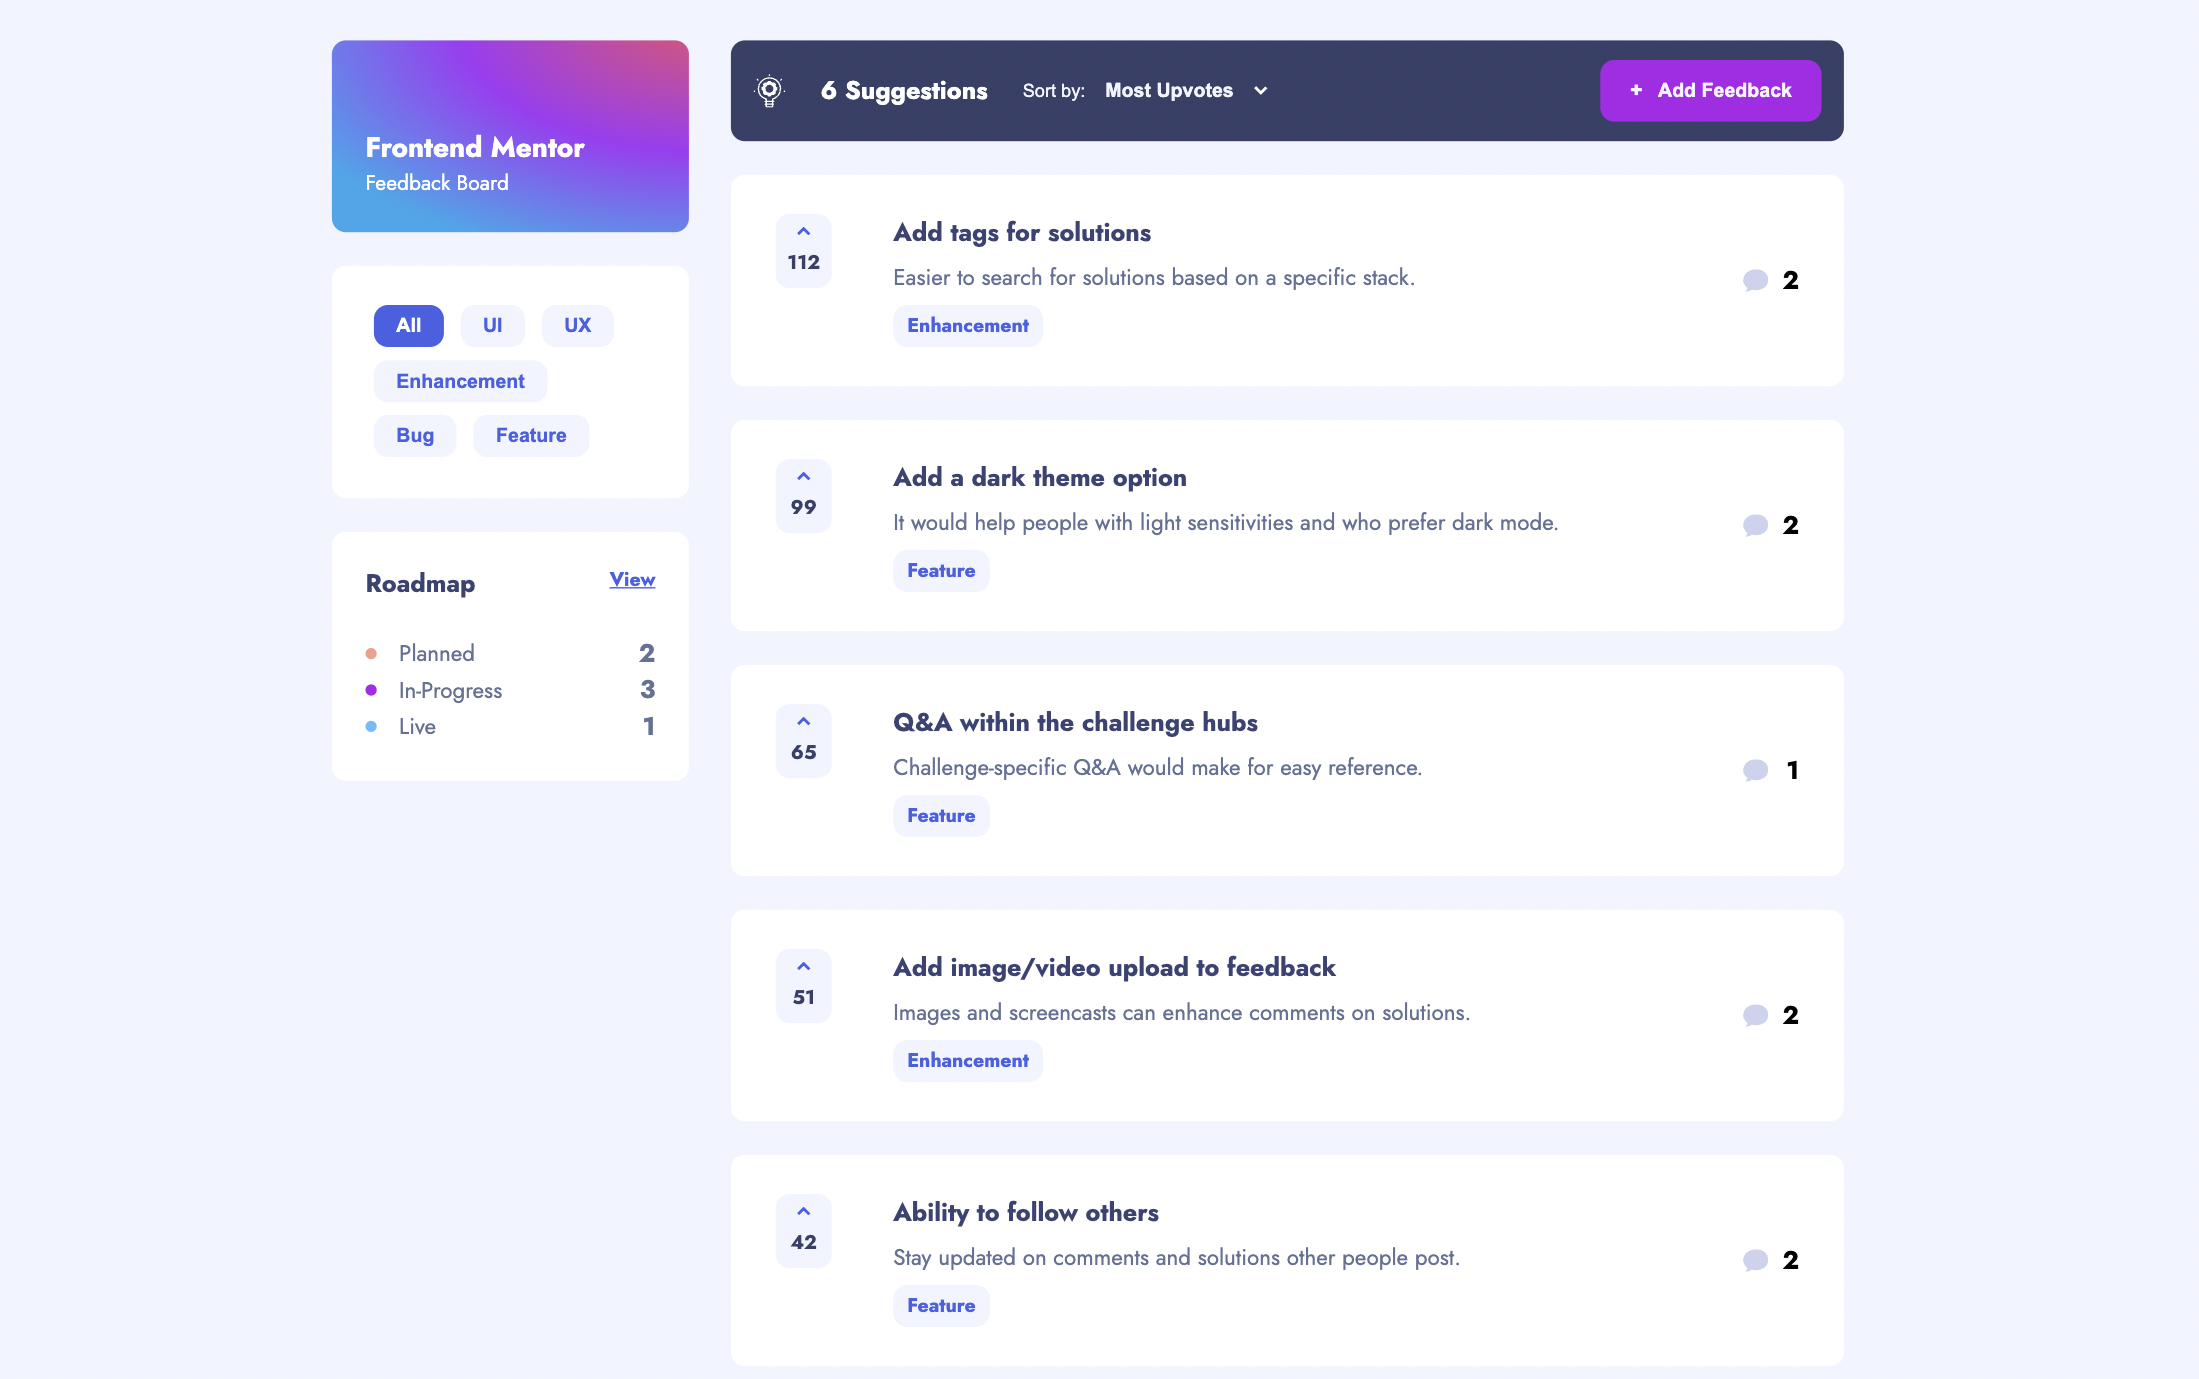 Frontend Mentor
Feedback Board
All UI UX
Enhancement
Bug Feature
Roadmap View
Planned 2
In-Progress 3
Live 1
6 Suggestions Sort by: Most Upvotes + Add Feedback
112
Add tags for solutions
Easier to search for solutions based on a specific stack.
Enhancement
2
99
Add a dark theme option
It would help people with light sensitivities and who prefer dark mode.
Feature
2
65
Q&A within the challenge hubs
Challenge-specific Q&A would make for easy reference.
Feature
1
51
Add image/video upload to feedback
Images and screencasts can enhance comments on solutions.
Enhancement
2
42
Ability to follow others
Stay updated on comments and solutions other people post.
Feature
2